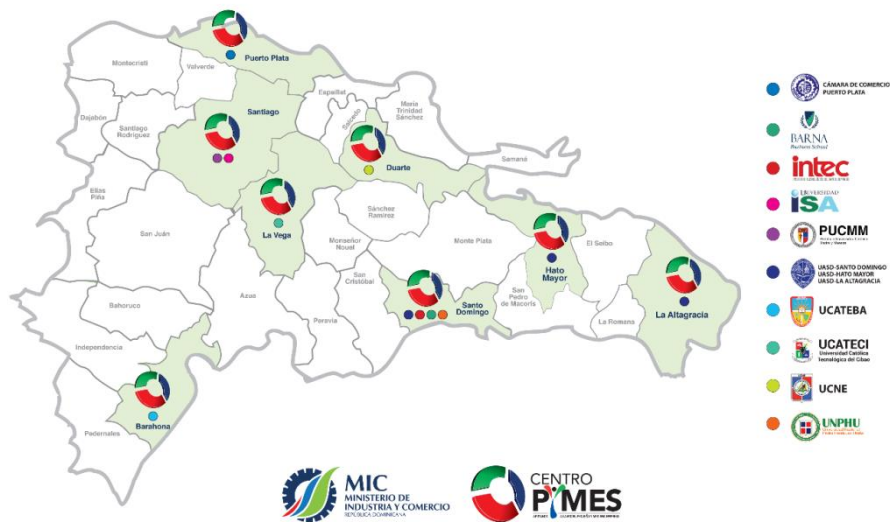 Puerto Plata
Montecristi
Valverde
Espaillat
María
Trinidad
Sánchez
Dajabón
Santiago
Rodríguez
Santiago
Salcedo
Duarte
Samaná
Elías
Piña
San Juán
La Vega
Sánchez
Ramírez
Monseñor
Nouel
Monte Plata
Hato
Mayor
El Seibo
San
Cristóbal
Azua
Peravia
Santo
Domingo
San
Pedro
de Macorís
La Romana
La Altagracia
Bahoruco
Independencia
Barahona
Pedernales
CÁMARA DE COMERCIO
PUERTO PLATA
BARNA
Business School
intec
UNIVERSIDAD
ISA
PUCMM
UASD-SANTO DOMINGO
UASD-HATO MAYOR
UASD-LA ALTAGRACIA
UCATEBA
UCATECI
Universidad Católica
Tecnológica del Cibao
UCNE
UNPHU
MIC
MINISTERIO DE
INDUSTRIA Y COMERCIO
REPÚBLICA DOMINICANA
CENTRO
PYMES